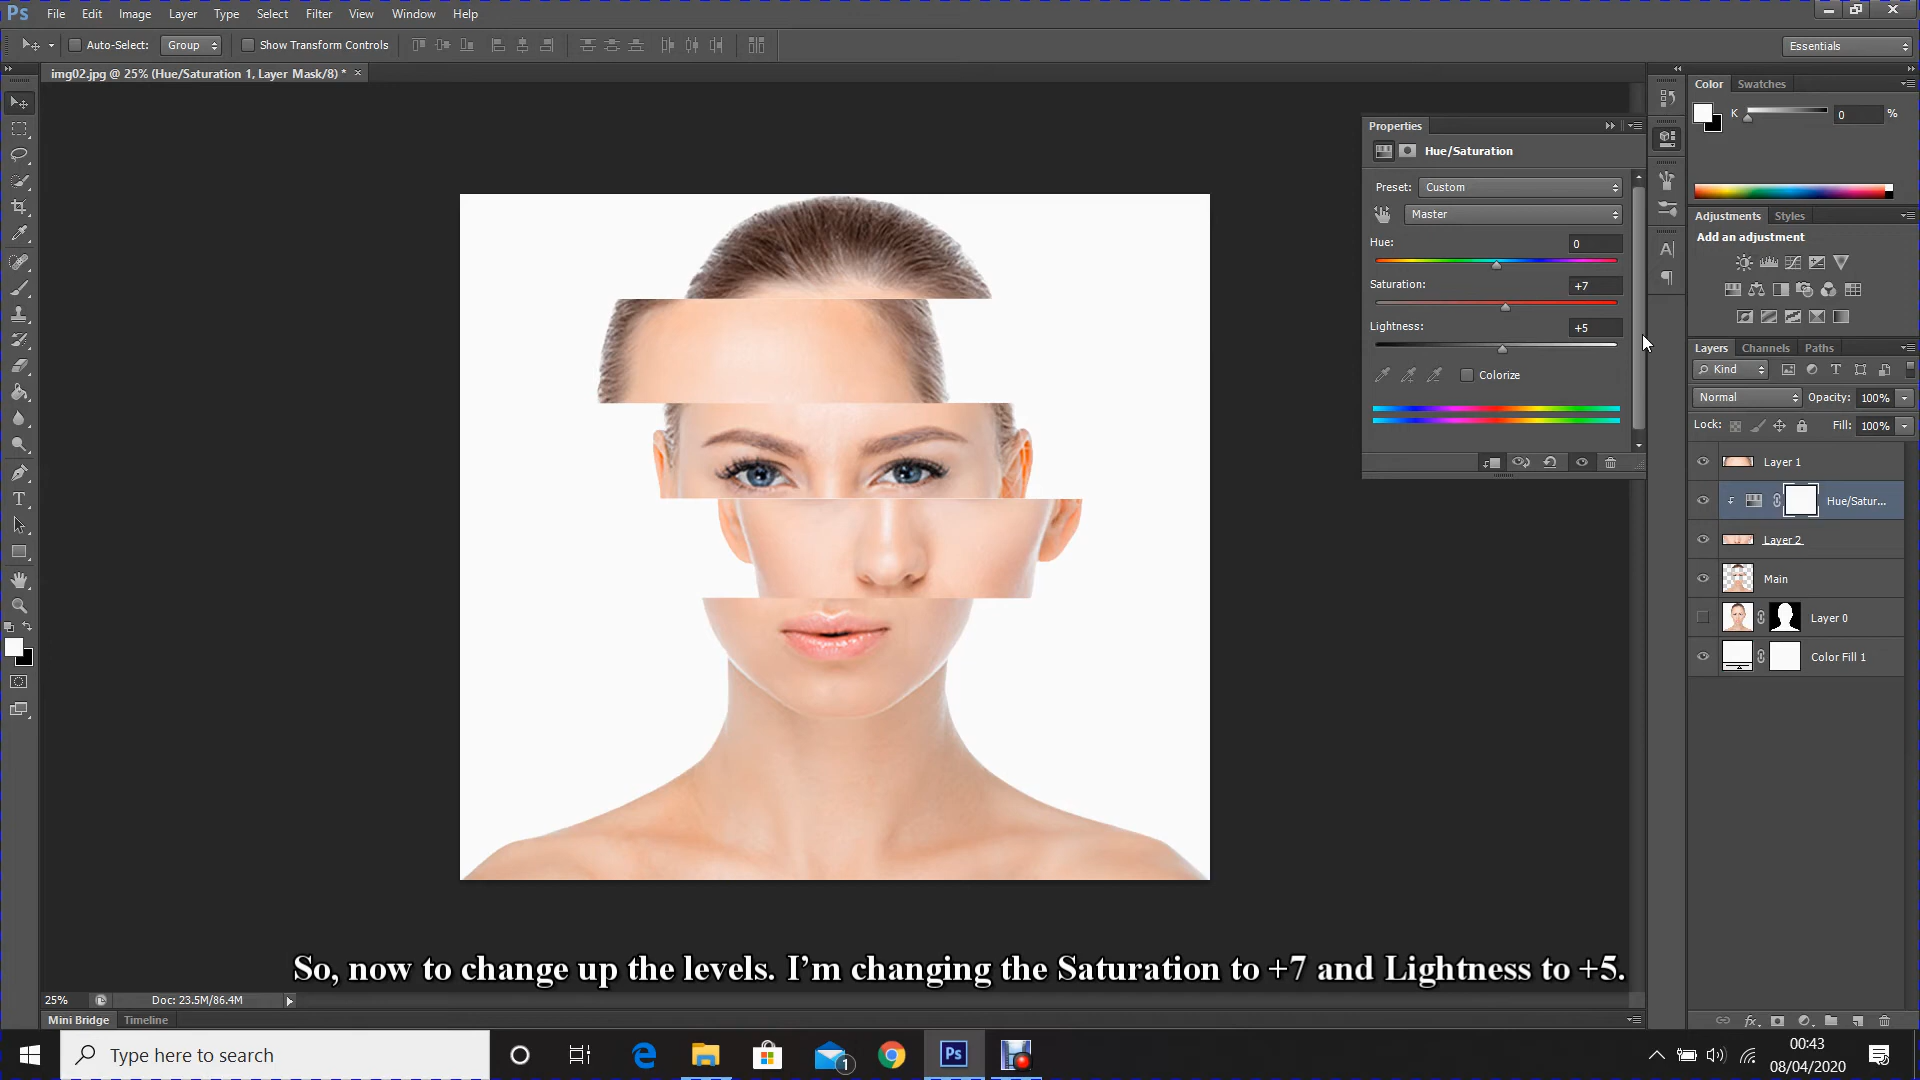 Ps File Edit Image Layer Type Select Filter View Window Help
Auto-Select: Group Show Transform Controls Essentials
img02.jpg @ 25% (Hue/Saturation 1, Layer Mask/8) * ×
Color Swatches
K 0 %
Properties
Hue/Saturation
Preset: Custom
Master
Hue: 0
Saturation: +7
Lightness: +5
Colorize
Adjustments Styles
Add an adjustment
Layers Channels Paths
Kind
Normal Opacity: 100%
Lock: Fill: 100%
Layer 1
Hue/Satur...
Layer 2
Main
Layer 0
Color Fill 1
So, now to change up the levels. I'm changing the Saturation to +7 and Lightness to +5.
25% Doc: 23.5M/86.4M
Mini Bridge Timeline
Type here to search
1
Ps
00:43
08/04/2020